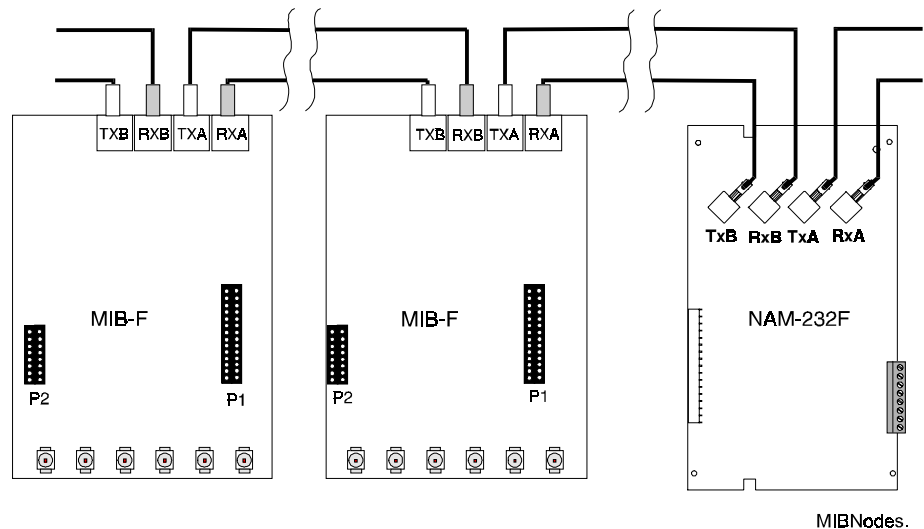 TXB RXB TXA RXA
TXB RXB TXA RXA
TxB RxB TxA RxA
MIB-F
MIB-F
NAM-232F
P2
P1
P2
P1
MIBNodes.